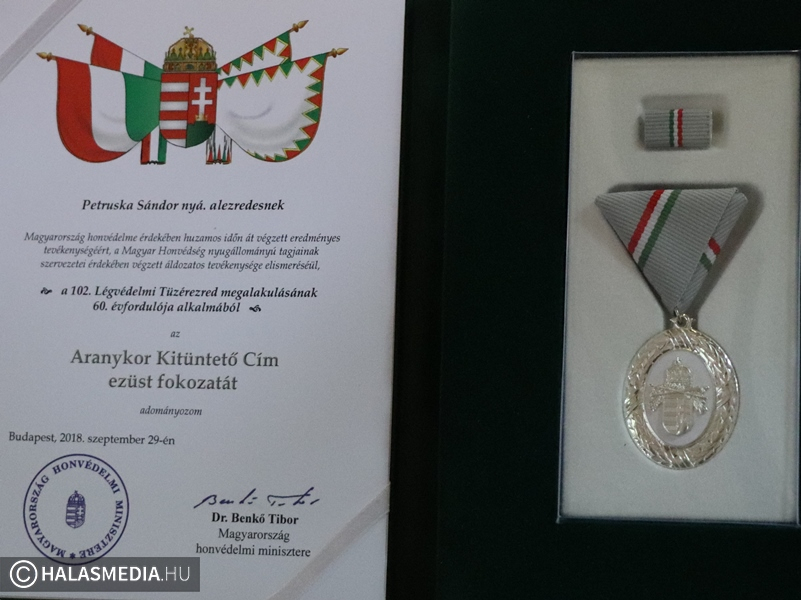 Petruska Sándor nyá. alezredesnek
Magyarország honvédelme érdekében huzamos időn át végzett eredményes
tevékenységéért, a Magyar Honvédség nyugállományú tagjainak
szervezetei érdekében végzett áldozatos tevékenysége elismeréséül,
a 102. Légvédelmi Tüzérezred megalakulásának
60. évfordulója alkalmából
az
Aranykor Kitüntető Cím
ezüst fokozatát
adományozom
Budapest, 2018. szeptember 29-én
MAGYARORSZÁG HONVÉDELMI MINISZTERE
Benkő Tibor
Dr. Benkő Tibor
Magyarország
honvédelmi minisztere
© HALASMEDIA.HU